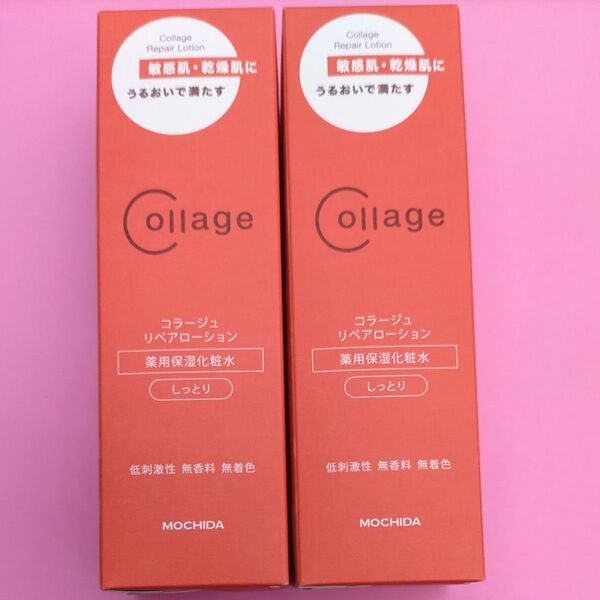 Collage
Repair Lotion
敏感肌・乾燥肌に
うるおいで満たす
Collage
コラージュ
リペアローション
薬用保湿化粧水
しっとり
低刺激性 無香料 無着色
MOCHIDA
Collage
Repair Lotion
敏感肌・乾燥肌に
うるおいで満たす
Collage
コラージュ
リペアローション
薬用保湿化粧水
しっとり
低刺激性 無香料 無着色
MOCHIDA